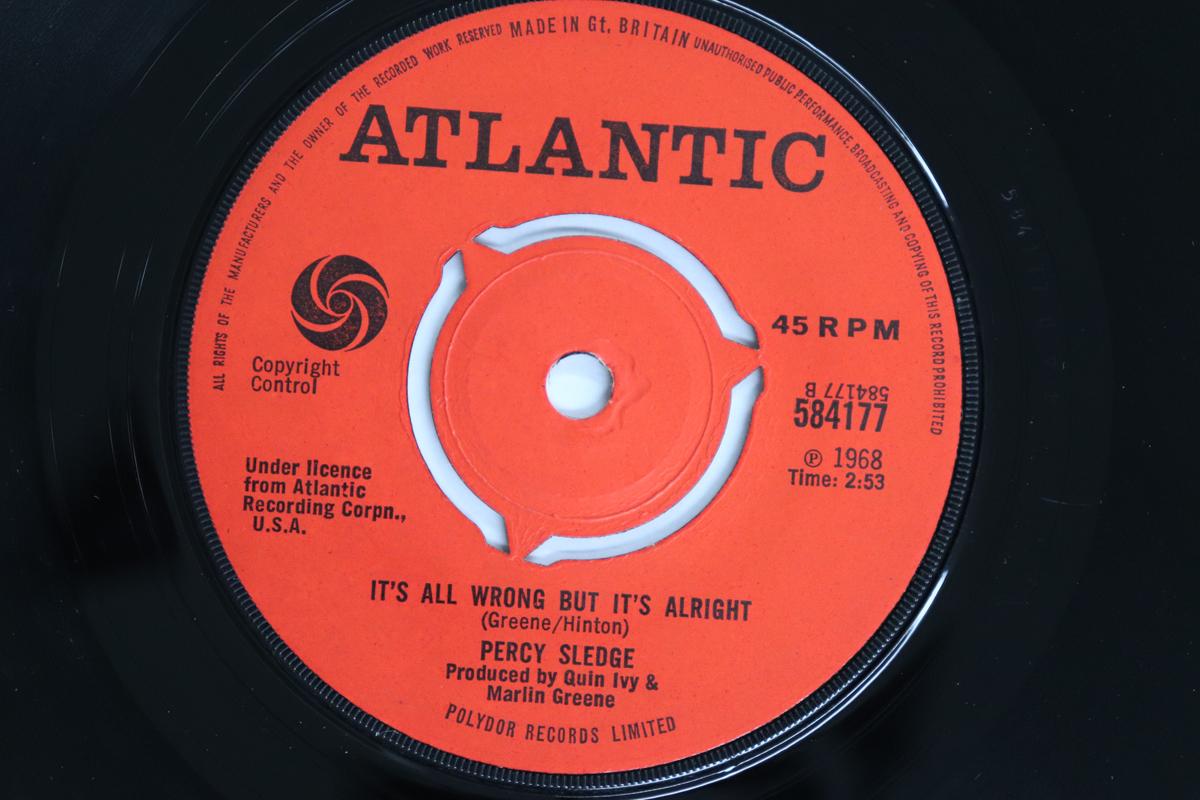 ALL RIGHTS OF THE MANUFACTURERS AND THE OWNER OF THE RECORDED WORK RESERVED MADE IN Gt. BRITAIN UNAUTHORISED PUBLIC PERFORMANCE, BROADCASTING AND COPYING OF THIS RECORD PROHIBITED
ATLANTIC
45 RPM
Copyright
Control
584177 B
584177
Ⓟ 1968
Time: 2:53
Under licence
from Atlantic
Recording Corpn.,
U.S.A.
IT'S ALL WRONG BUT IT'S ALRIGHT
(Greene/Hinton)
PERCY SLEDGE
Produced by Quin Ivy &
Marlin Greene
POLYDOR RECORDS LIMITED